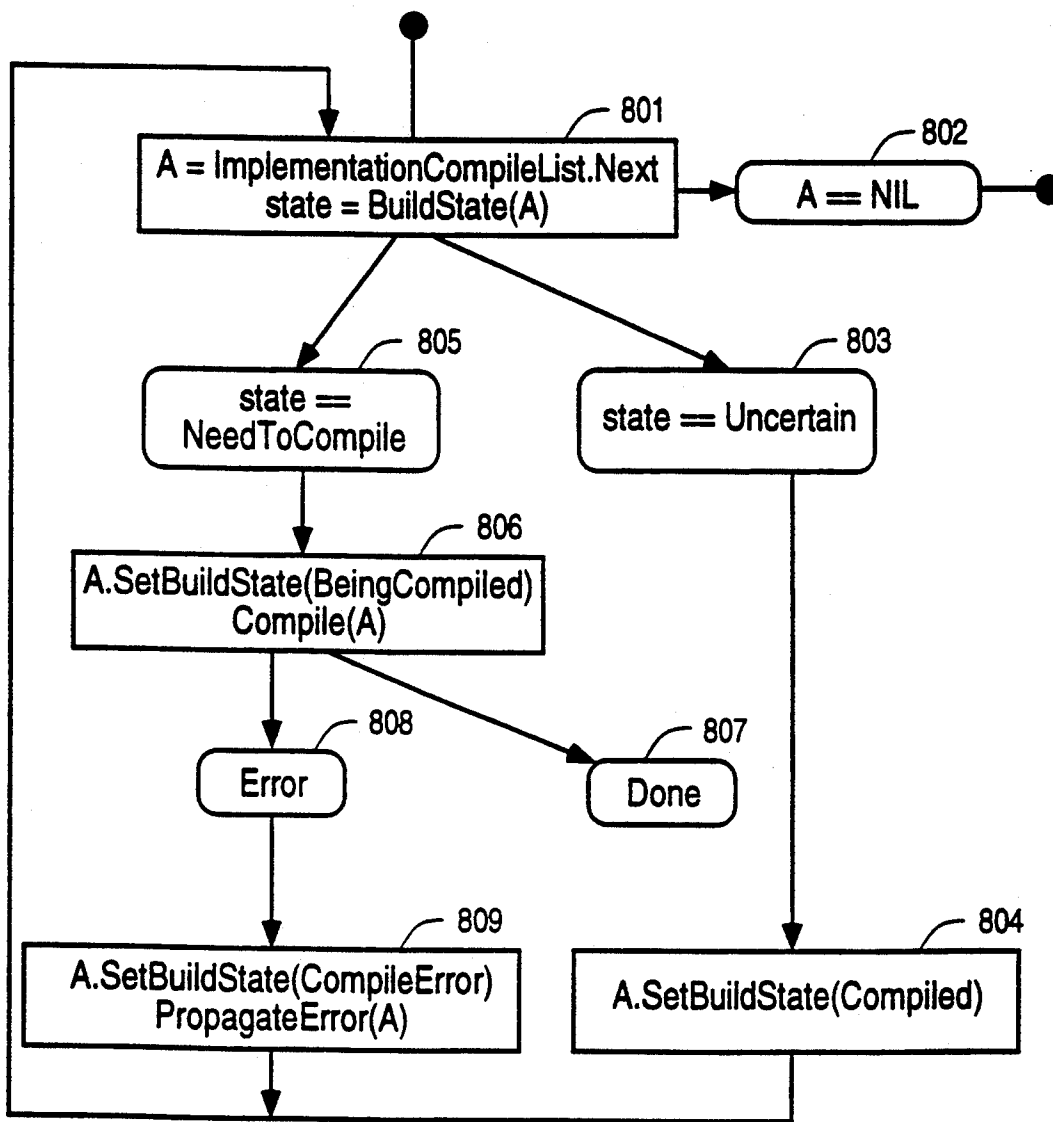 801
A = ImplementationCompileList.Next
state = BuildState(A)
802
A == NIL
805
state ==
NeedToCompile
803
state == Uncertain
806
A.SetBuildState(BeingCompiled)
Compile(A)
808
Error
807
Done
809
A.SetBuildState(CompileError)
PropagateError(A)
804
A.SetBuildState(Compiled)